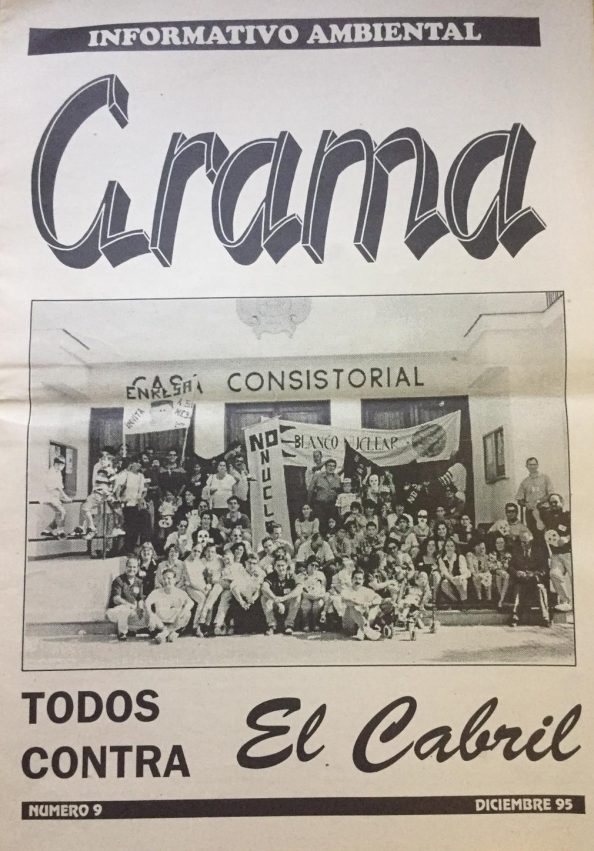 INFORMATIVO AMBIENTAL
Grama
CASA CONSISTORIAL
ENRESA
NO NUCL
BLANCO NUCLEAR
TODOS
CONTRA
El Cabril
NUMERO 9
DICIEMBRE 95